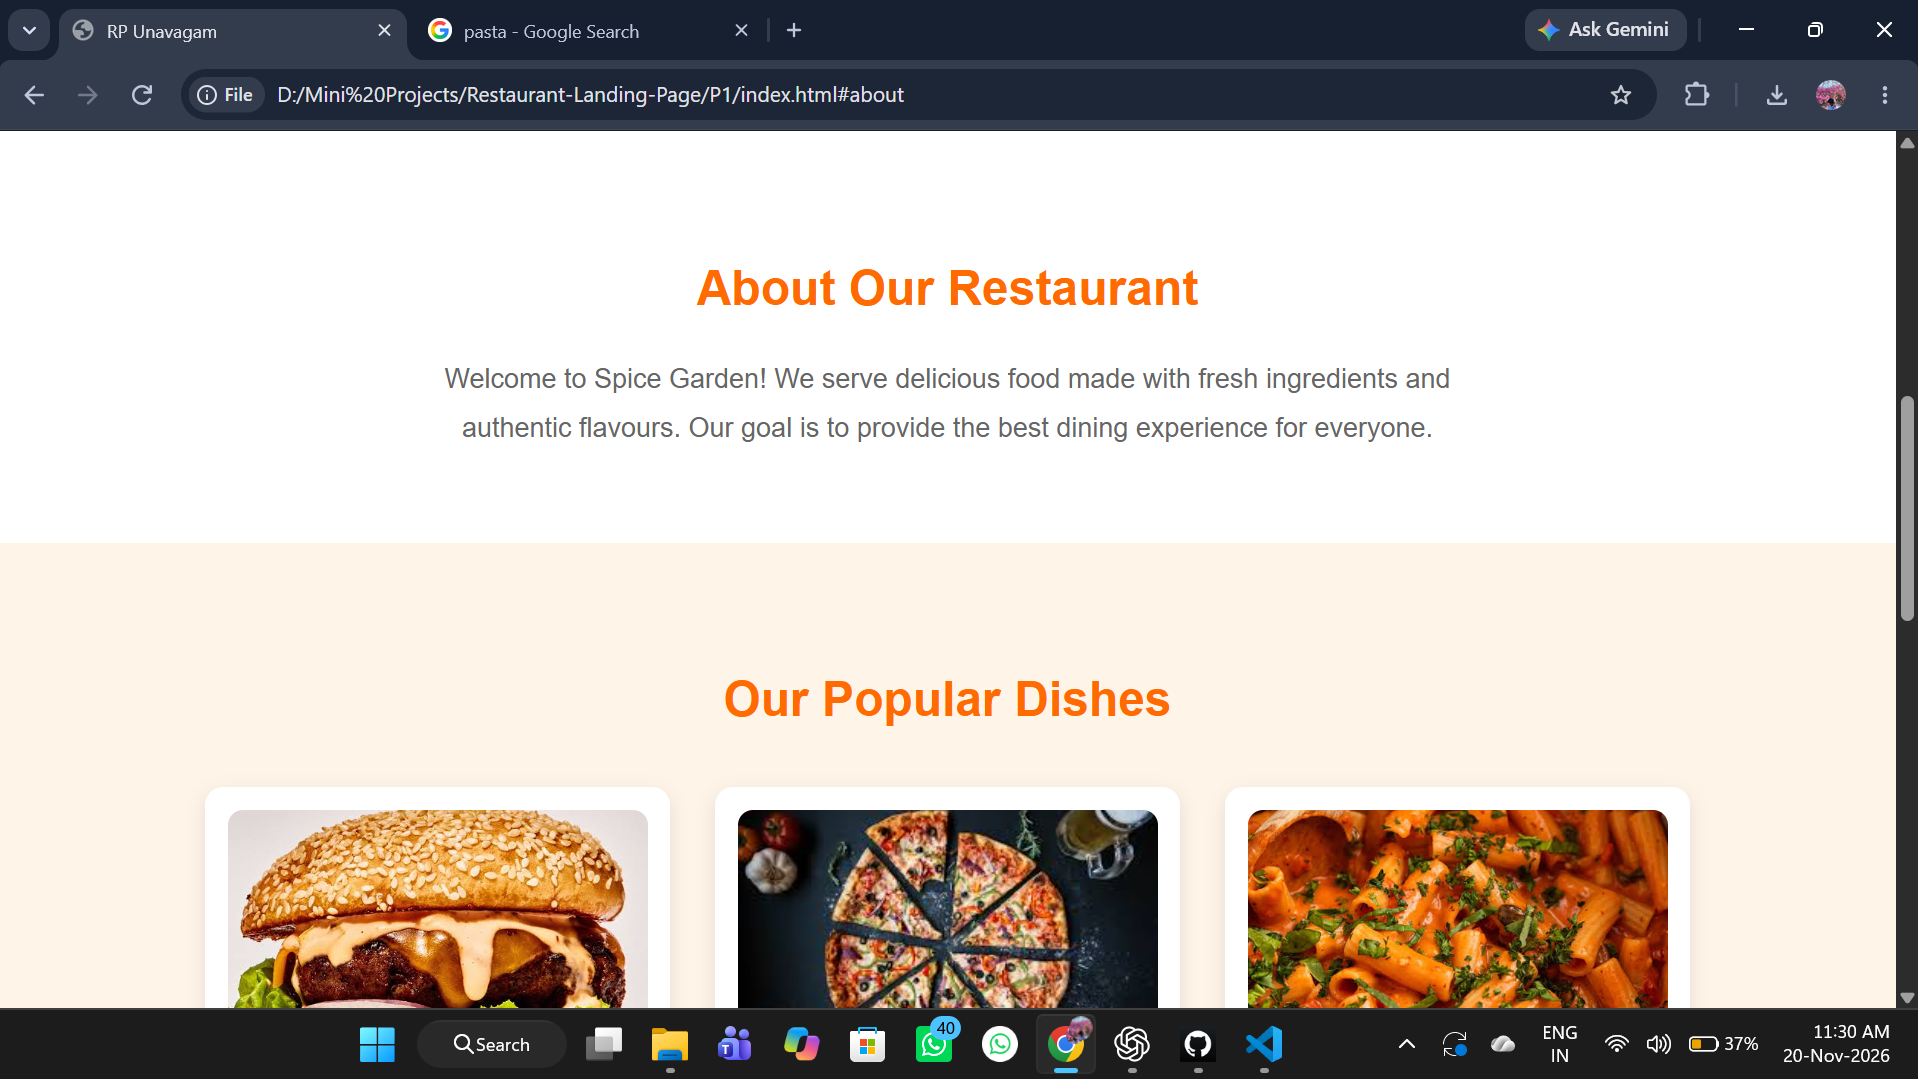 RP Unavagam
pasta - Google Search
Ask Gemini
File
D:/Mini%20Projects/Restaurant-Landing-Page/P1/index.html#about
About Our Restaurant
Welcome to Spice Garden! We serve delicious food made with fresh ingredients and
authentic flavours. Our goal is to provide the best dining experience for everyone.
Our Popular Dishes
Search
T
40
ENG
IN
37%
11:30 AM
20-Nov-2026